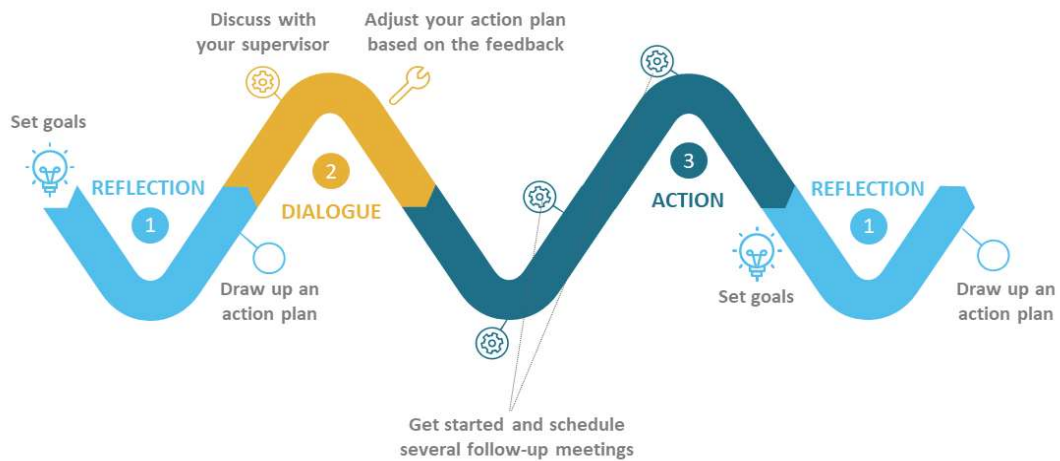 Set goals
REFLECTION
1
Draw up an
action plan
Discuss with
your supervisor
Adjust your action plan
based on the feedback
2
DIALOGUE
Get started and schedule
several follow-up meetings
3
ACTION
Set goals
REFLECTION
1
Draw up an
action plan